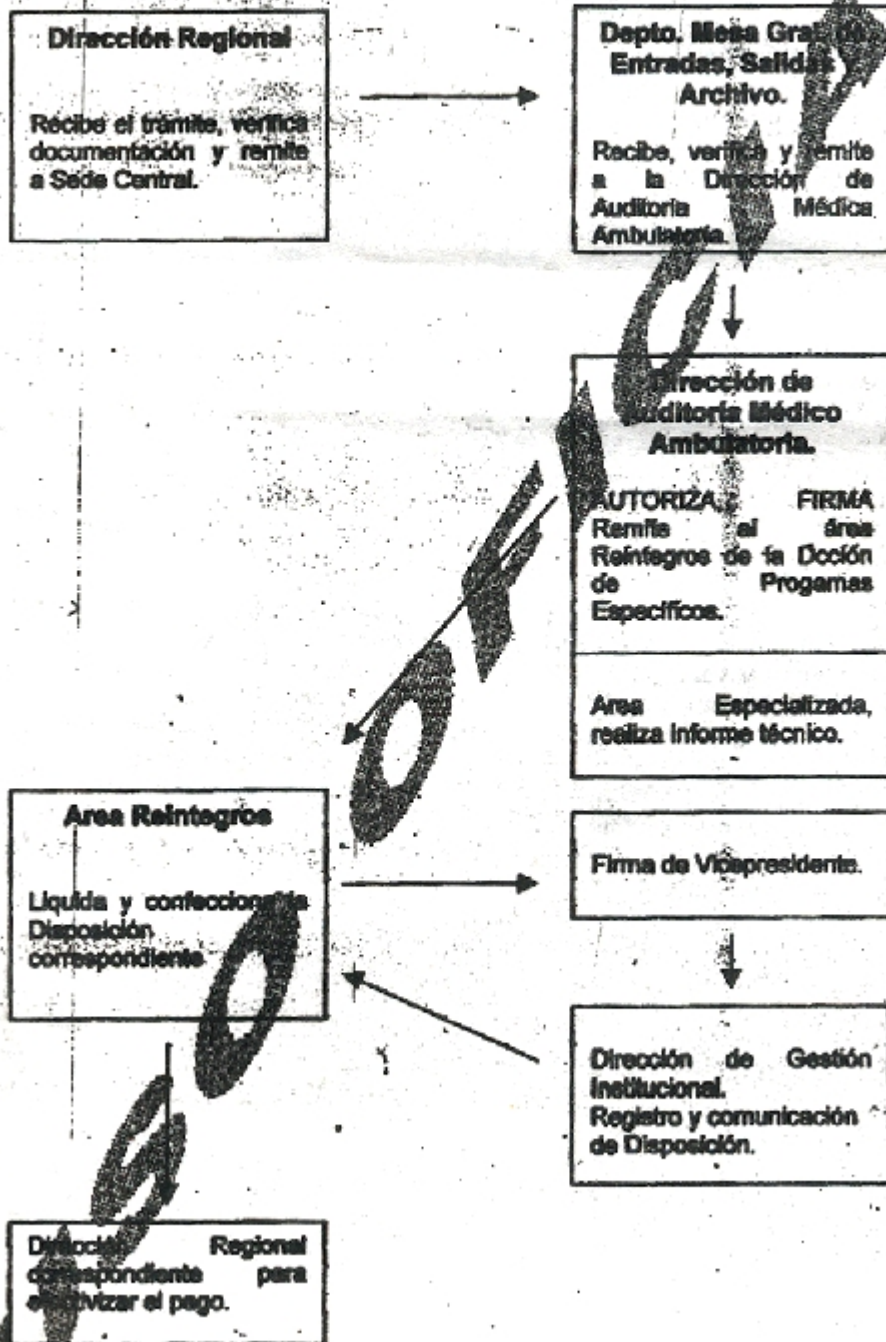 Dirección Regional
Recibe el trámite, verifica
documentación y remite
a Sede Central.
Depto. Mesa Gral. de
Entradas, Salidas y
Archivo.
Recibe, verifica y remite
a la Dirección de
Auditoría Médica
Ambulatoria.
Dirección de
Auditoría Médico
Ambulatoria.
AUTORIZA. FIRMA
Remite al área
Reintegros de la Dcción
de Progamas
Específicos.
Area Especializada,
realiza informe técnico.
Area Reintegros
Liquida y confecciona la
Disposición
correspondiente
Firma de Vicepresidente.
Dirección de Gestión
Institucional.
Registro y comunicación
de Disposición.
Dirección Regional
correspondiente para
efectivizar el pago.